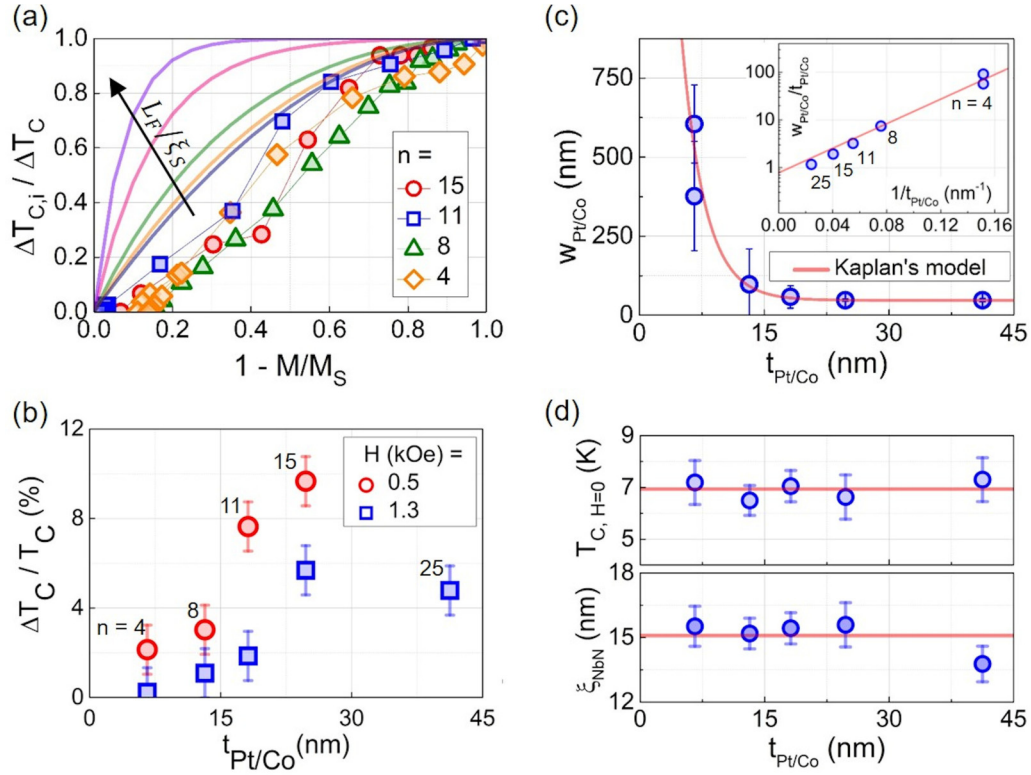 (a)
ΔT_C,i / ΔT_C
1.0
0.8
0.6
0.4
0.2
0.0
L_F / ξ_S
n =
15
11
8
4
0.0 0.2 0.4 0.6 0.8 1.0
1 - M/M_S
(b)
ΔT_C / T_C (%)
12
8
4
0
n = 4
8
11
15
25
H (kOe) =
0.5
1.3
0 15 30 45
t_Pt/Co (nm)
(c)
w_Pt/Co (nm)
750
500
250
0
w_Pt/Co/t_Pt/Co
100
10
1
n = 4
8
11
15
25
1/t_Pt/Co (nm⁻¹)
0.00 0.04 0.08 0.12 0.16
Kaplan's model
0 15 30 45
t_Pt/Co (nm)
(d)
T_C, H=0 (K)
9
7
5
ξ_NbN (nm)
18
15
12
0 15 30 45
t_Pt/Co (nm)